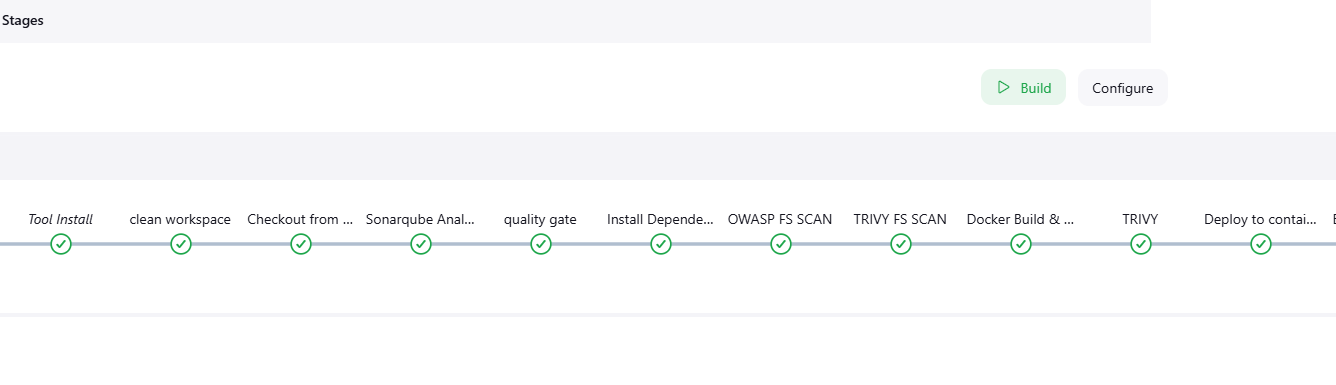 Stages
Build
Configure
Tool Install
clean workspace
Checkout from ...
Sonarqube Anal...
quality gate
Install Depende...
OWASP FS SCAN
TRIVY FS SCAN
Docker Build & ...
TRIVY
Deploy to contai...